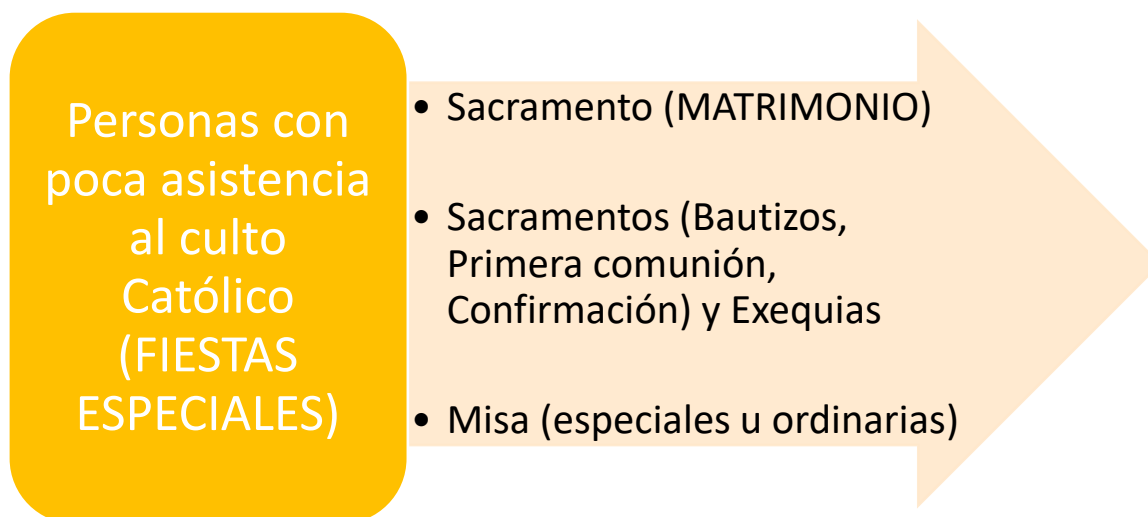 Personas con
poca asistencia
al culto
Católico
(FIESTAS
ESPECIALES)
• Sacramento (MATRIMONIO)
• Sacramentos (Bautizos,
Primera comunión,
Confirmación) y Exequias
• Misa (especiales u ordinarias)